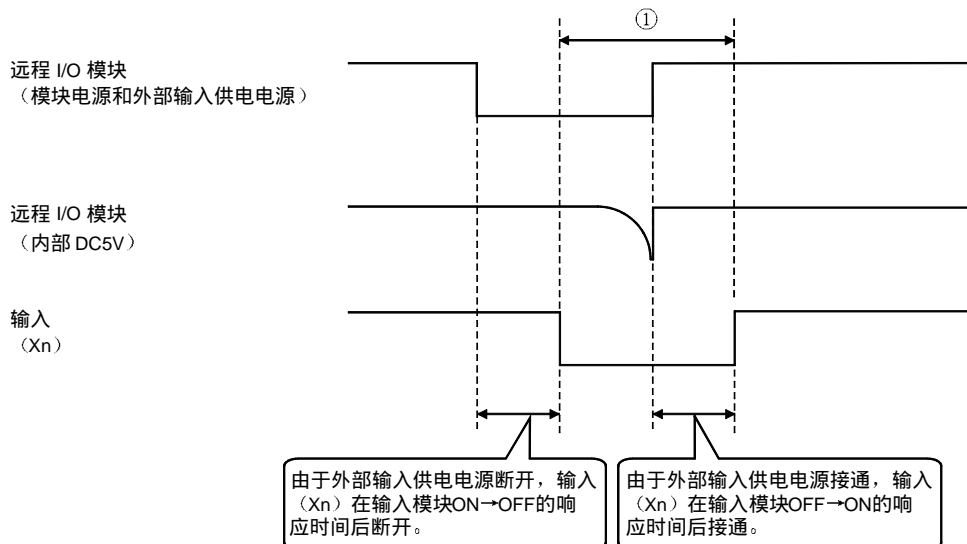 ①
远程 I/O 模块
（模块电源和外部输入供电电源）
远程 I/O 模块
（内部 DC5V）
输入
（Xn）
由于外部输入供电电源断开，输入
（Xn）在输入模块ON→OFF的响
应时间后断开。
由于外部输入供电电源接通，输入
（Xn）在输入模块OFF→ON的响
应时间后接通。